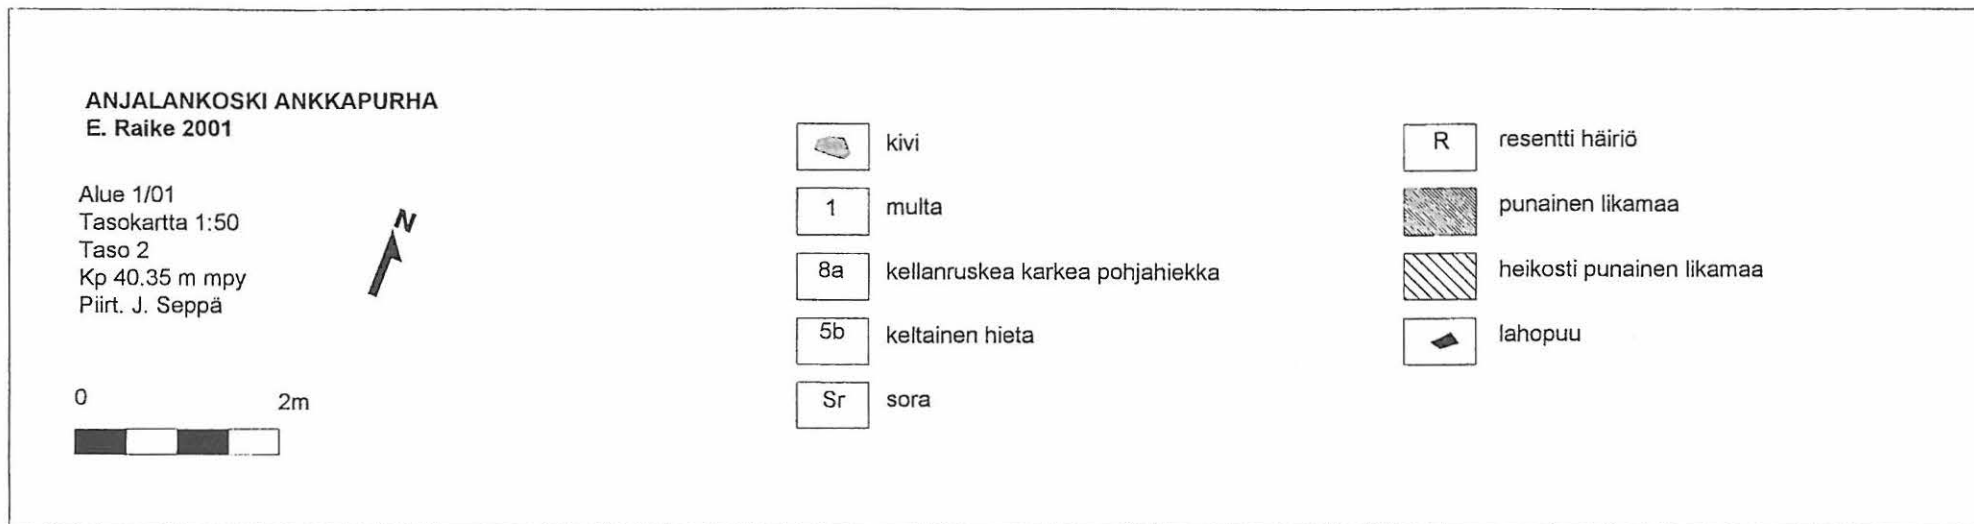 ANJALANKOSKI ANKKAPURHA
E. Raike 2001
Alue 1/01
Tasokartta 1:50
Taso 2
Kp 40.35 m mpy
Piirt. J. Seppä
N
0 2m
kivi
1 multa
8a kellanruskea karkea pohjahiekka
5b keltainen hieta
Sr sora
R resentti häiriö
punainen likamaa
heikosti punainen likamaa
lahopuu